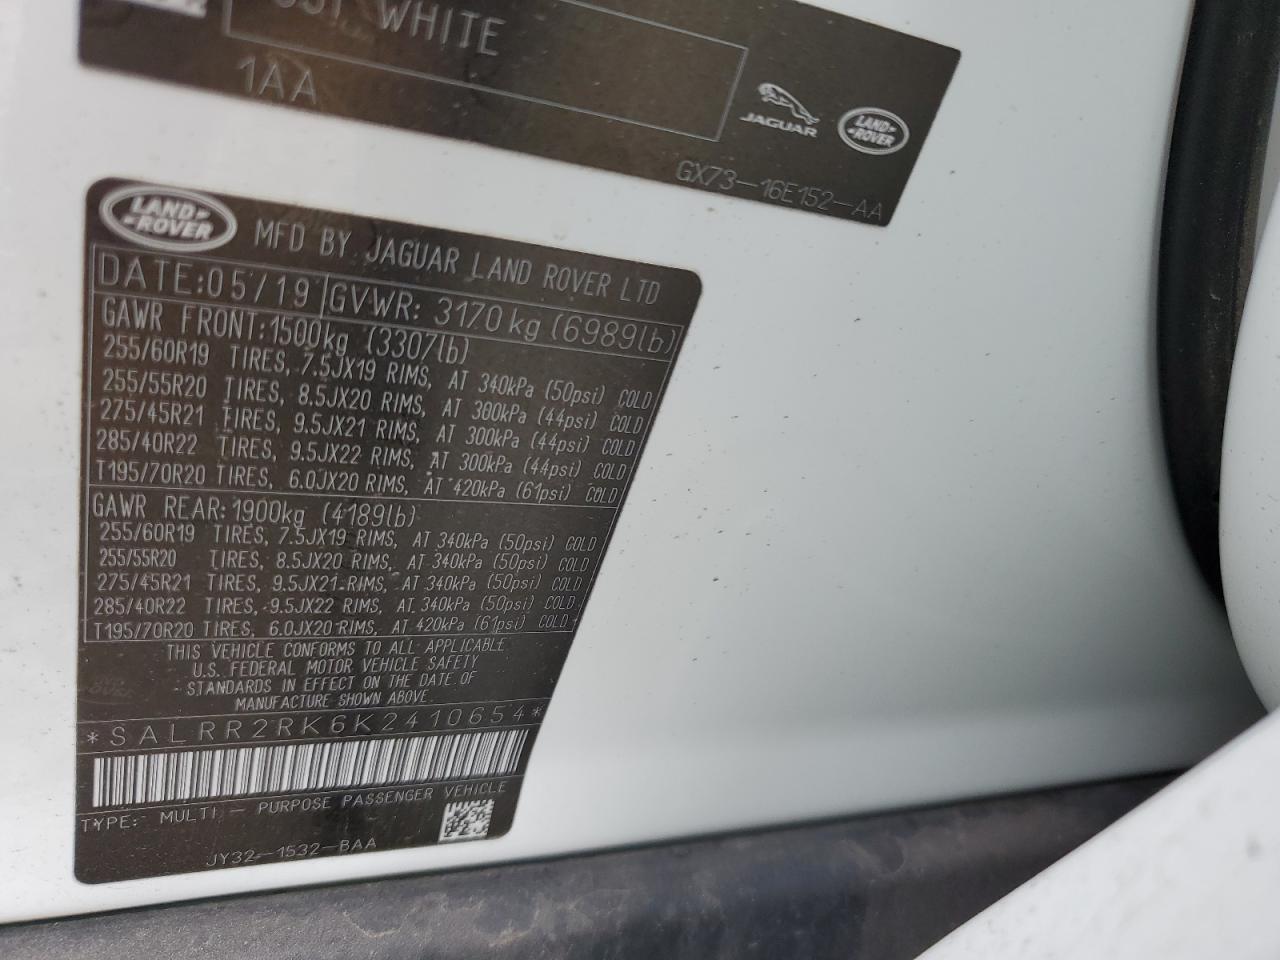 WHITE
1AA
JAGUAR
LAND
ROVER
GX73-16E152-AA
LAND-
-ROVER
MFD BY JAGUAR LAND ROVER LTD
DATE:05/19 GVWR: 3170kg (6989lb)
GAWR FRONT:1500kg (3307lb)
255/60R19 TIRES, 7.5JX19 RIMS, AT 340kPa (50psi) COLD
255/55R20 TIRES, 8.5JX20 RIMS, AT 300kPa (44psi) COLD
275/45R21 TIRES, 9.5JX21 RIMS, AT 300kPa (44psi) COLD
285/40R22 TIRES, 9.5JX22 RIMS, AT 300kPa (44psi) COLD
T195/70R20 TIRES, 6.0JX20 RIMS, AT 420kPa (61psi) COLD
GAWR REAR:1900kg (4189lb)
255/60R19 TIRES, 7.5JX19 RIMS, AT 340kPa (50psi) COLD
255/55R20 TIRES, 8.5JX20 RIMS, AT 340kPa (50psi) COLD
275/45R21 TIRES, 9.5JX21 RIMS, AT 340kPa (50psi) COLD
285/40R22 TIRES, 9.5JX22 RIMS, AT 340kPa (50psi) COLD
T195/70R20 TIRES, 6.0JX20 RIMS, AT 420kPa (61psi) COLD
THIS VEHICLE CONFORMS TO ALL APPLICABLE
U.S. FEDERAL MOTOR VEHICLE SAFETY
STANDARDS IN EFFECT ON THE DATE OF
MANUFACTURE SHOWN ABOVE
*SALRR2RK6K2410654*
TYPE: MULTI - PURPOSE PASSENGER VEHICLE
JY32-1532-BAA